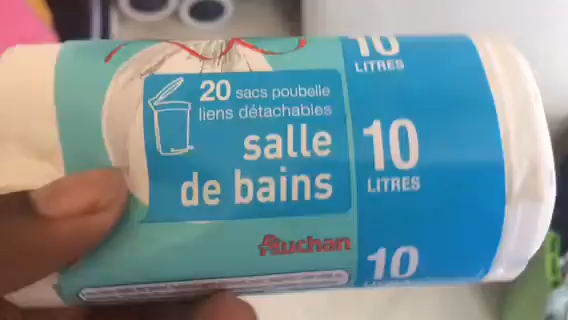 20 sacs poubelle
liens détachables
salle
de bains
Auchan
10
LITRES
10
LITRES
10